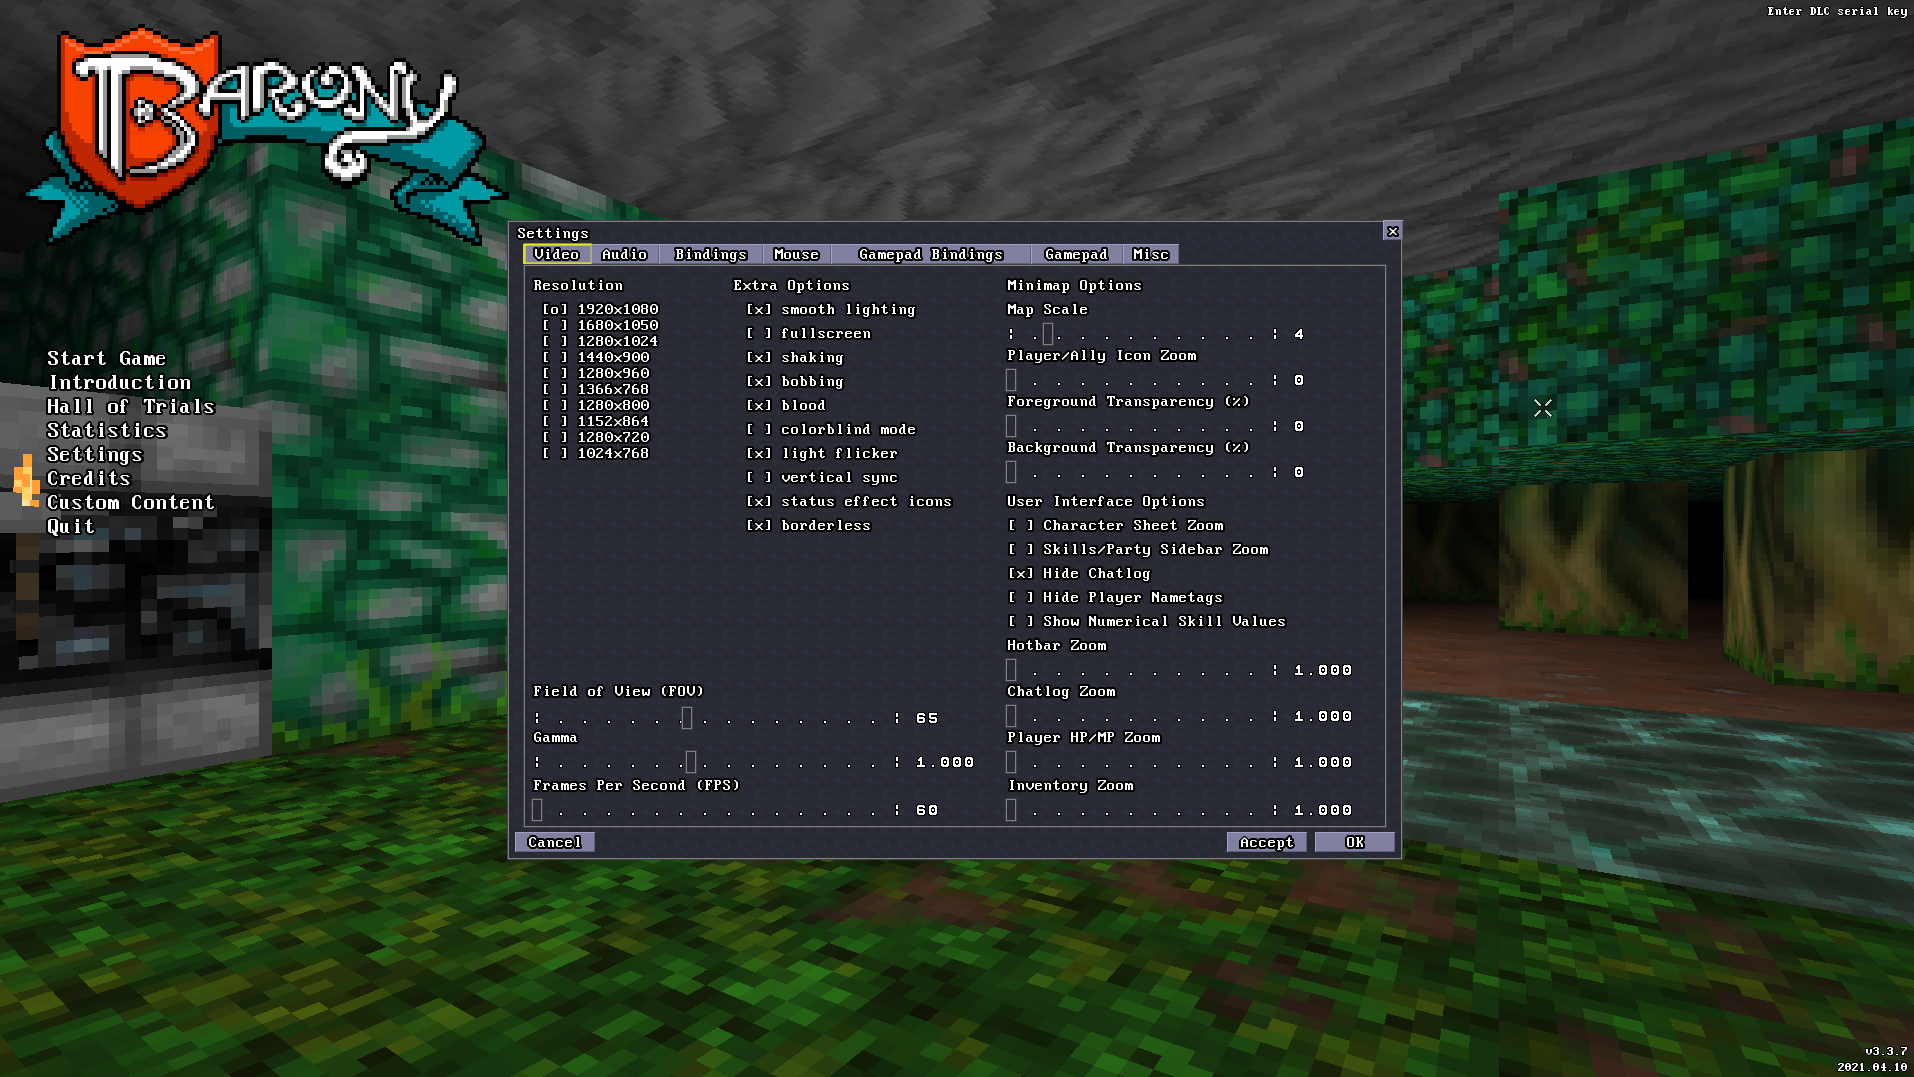 Enter DLC serial key
BARONY
Start Game
Introduction
Hall of Trials
Statistics
Settings
Credits
Custom Content
Quit
Settings
x
Video Audio Bindings Mouse Gamepad Bindings Gamepad Misc
Resolution
[o] 1920x1080
[ ] 1680x1050
[ ] 1280x1024
[ ] 1440x900
[ ] 1280x960
[ ] 1366x768
[ ] 1280x800
[ ] 1152x864
[ ] 1280x720
[ ] 1024x768
Extra Options
[x] smooth lighting
[ ] fullscreen
[x] shaking
[x] bobbing
[x] blood
[ ] colorblind mode
[x] light flicker
[ ] vertical sync
[x] status effect icons
[x] borderless
Field of View (FOV)
65
Gamma
1.000
Frames Per Second (FPS)
60
Minimap Options
Map Scale
4
Player/Ally Icon Zoom
0
Foreground Transparency (%)
0
Background Transparency (%)
0
User Interface Options
[ ] Character Sheet Zoom
[ ] Skills/Party Sidebar Zoom
[x] Hide Chatlog
[ ] Hide Player Nametags
[ ] Show Numerical Skill Values
Hotbar Zoom
1.000
Chatlog Zoom
1.000
Player HP/MP Zoom
1.000
Inventory Zoom
1.000
Cancel Accept OK
v3.3.7
2021.04.10